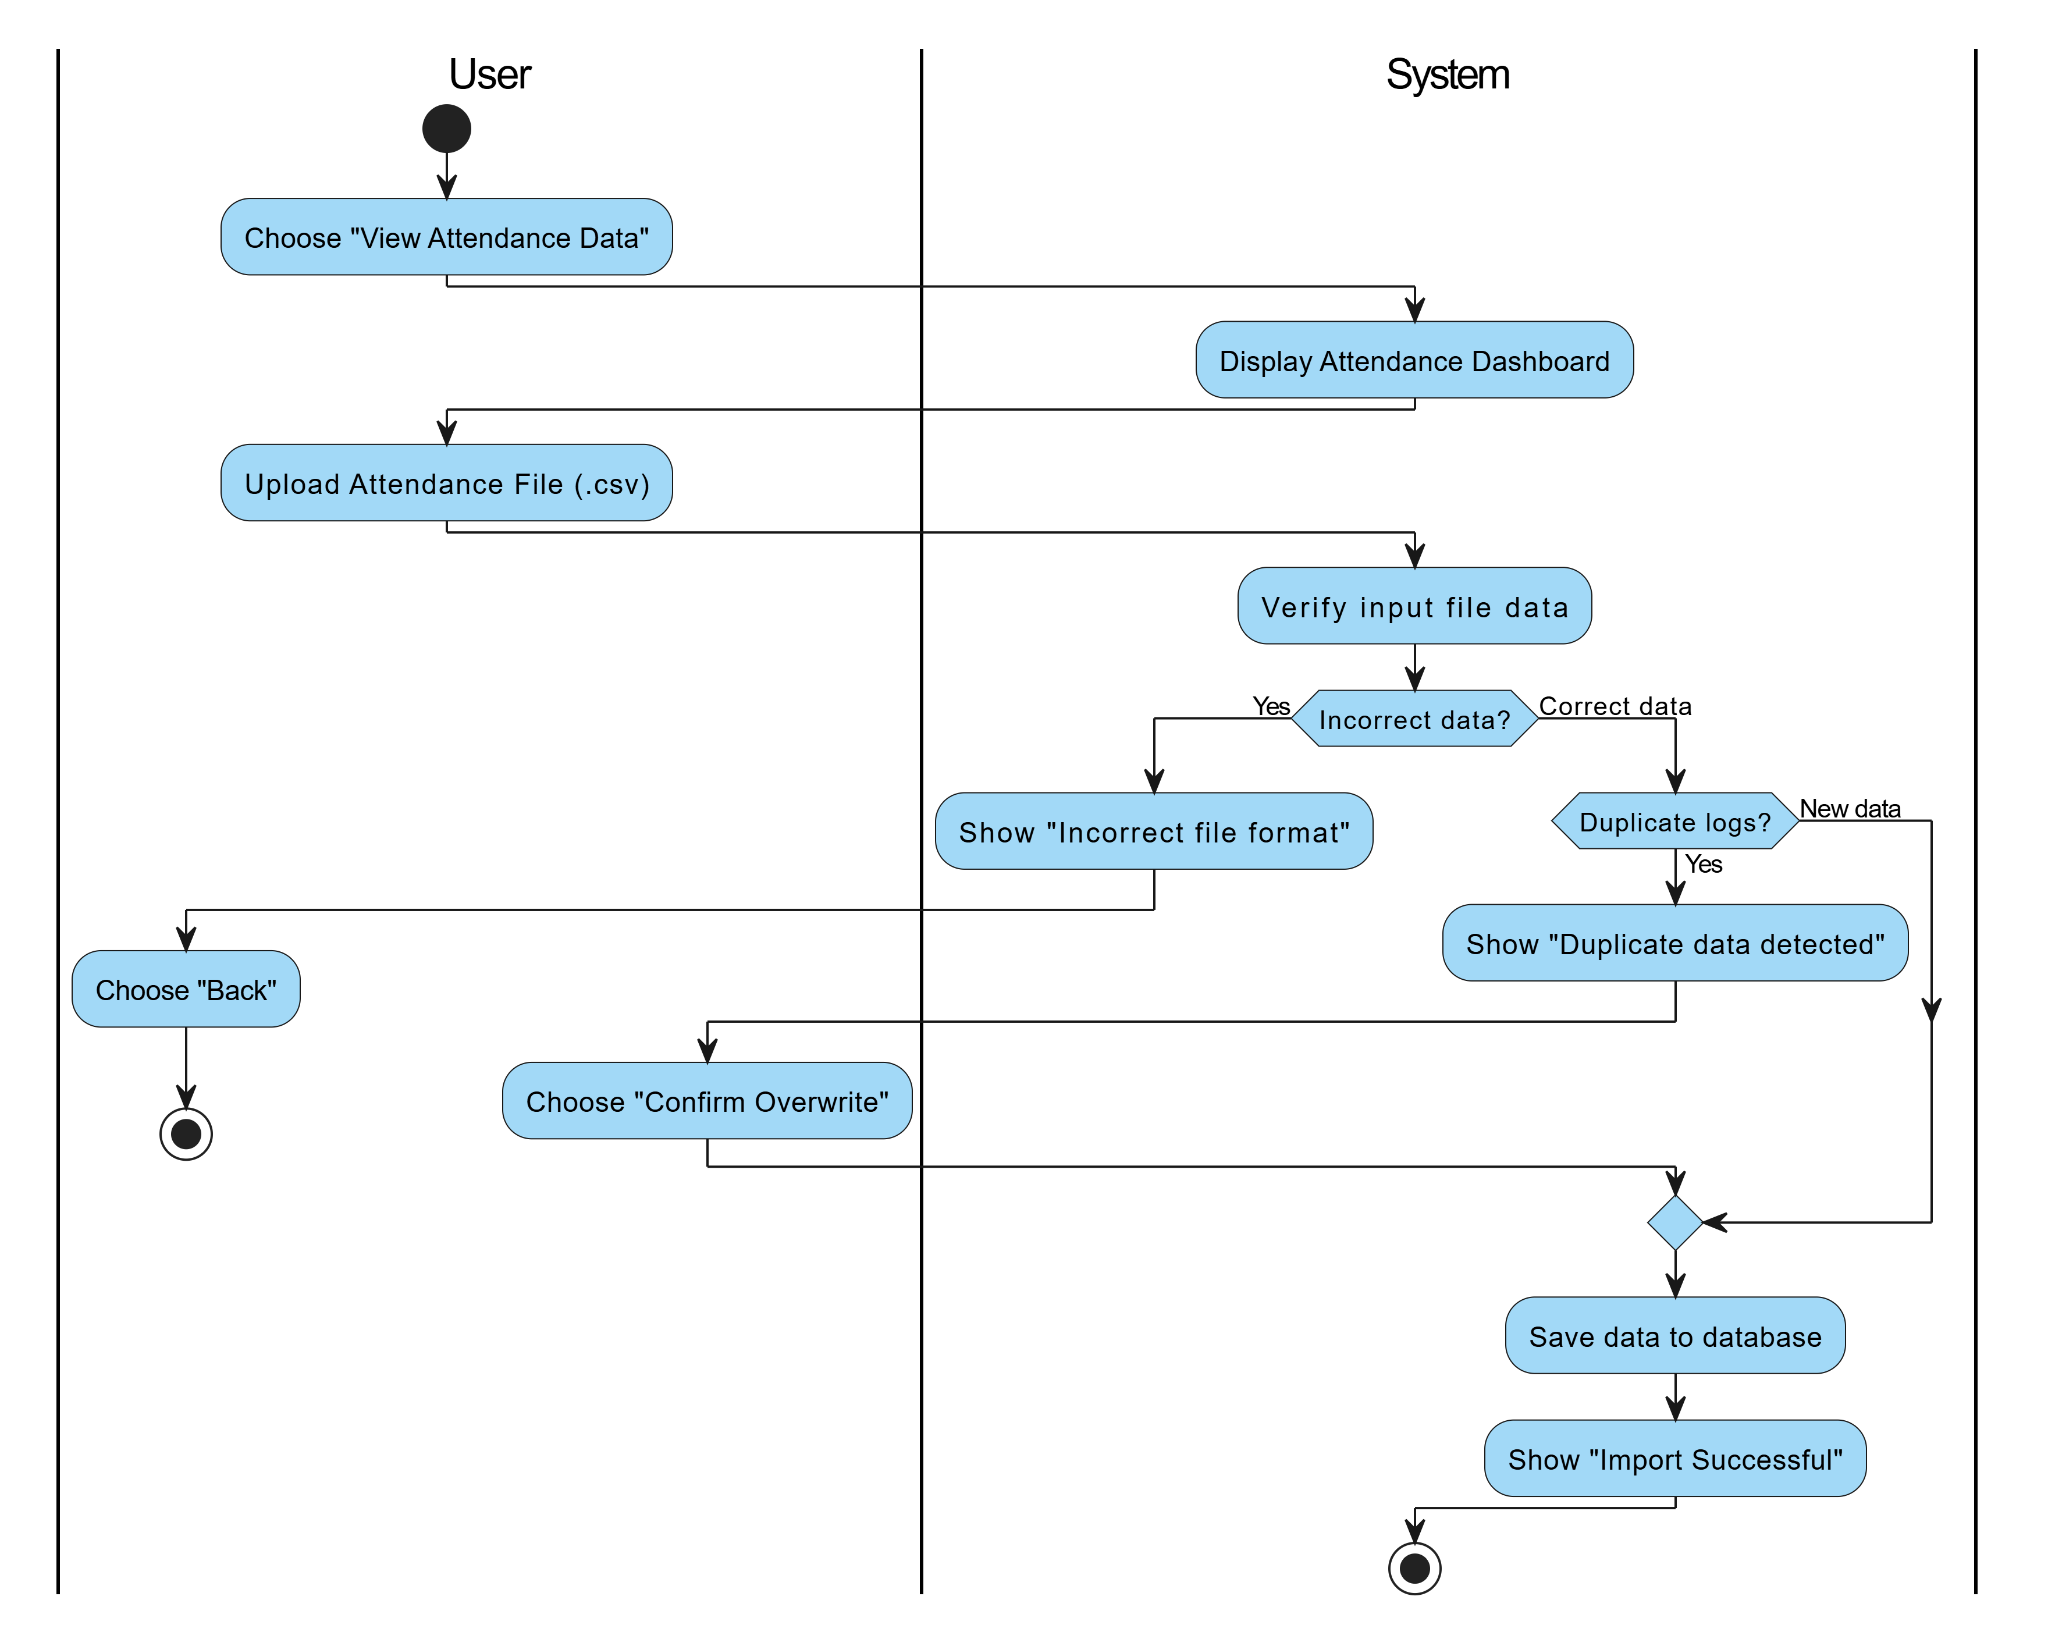 User
System
Choose "View Attendance Data"
Display Attendance Dashboard
Upload Attendance File (.csv)
Verify input file data
Yes
Incorrect data?
Correct data
Show "Incorrect file format"
Duplicate logs?
New data
Yes
Show "Duplicate data detected"
Choose "Back"
Choose "Confirm Overwrite"
Save data to database
Show "Import Successful"